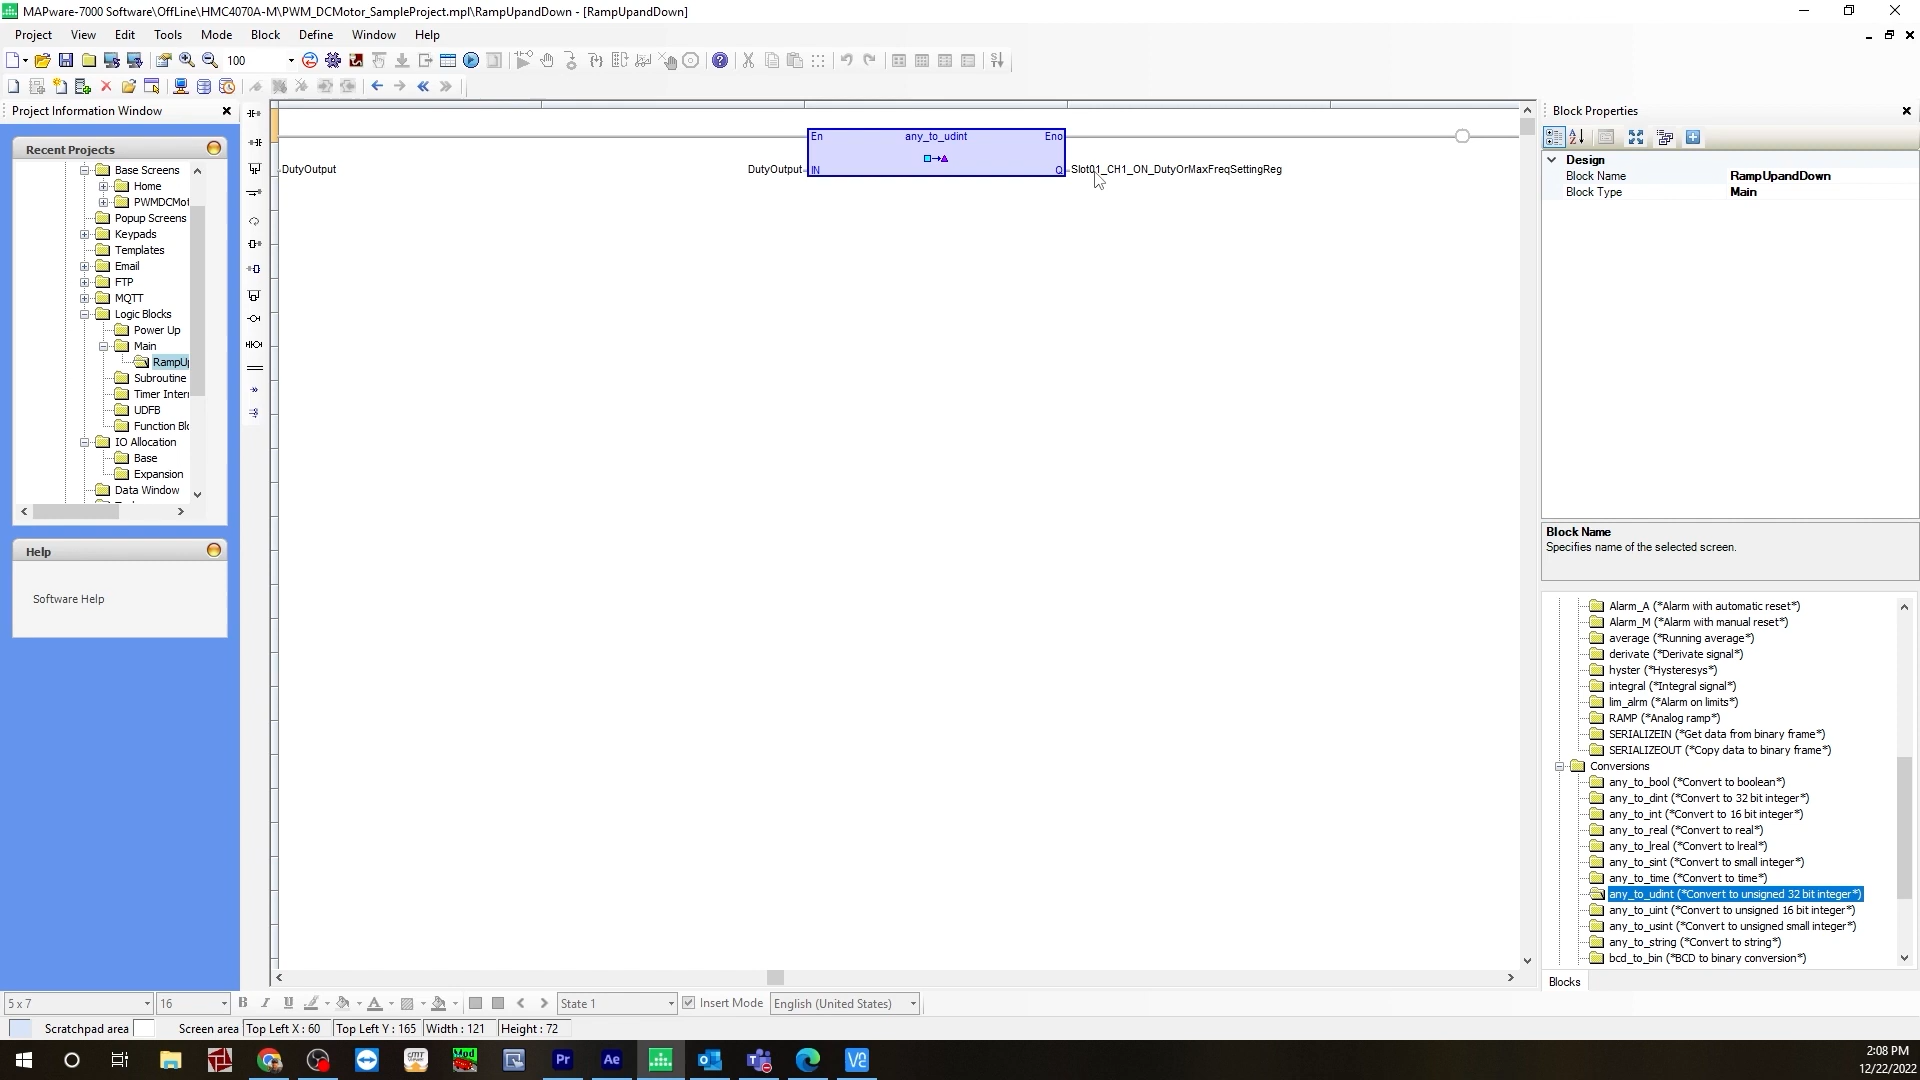 MAPware-7000 Software\OffLine\HMC4070A-M\PWM_DCMotor_SampleProject.mpl\RampUpandDown - [RampUpandDown]
Project View Edit Tools Mode Block Define Window Help
100
Project Information Window
Recent Projects
Base Screens
Home
PWMDCMot
Popup Screens
Keypads
Templates
Email
FTP
MQTT
Logic Blocks
Power Up
Main
RampU
Subroutine
Timer Inter
UDFB
Function Bl
IO Allocation
Base
Expansion
Data Window
Help
Software Help
En any_to_udint Eno
DutyOutput
DutyOutput IN Q Slot01_CH1_ON_DutyOrMaxFreqSettingReg
Block Properties
Design
Block Name RampUpandDown
Block Type Main
Block Name
Specifies name of the selected screen.
Alarm_A (*Alarm with automatic reset*)
Alarm_M (*Alarm with manual reset*)
average (*Running average*)
derivate (*Derivate signal*)
hyster (*Hysteresys*)
integral (*Integral signal*)
lim_alrm (*Alarm on limits*)
RAMP (*Analog ramp*)
SERIALIZEIN (*Get data from binary frame*)
SERIALIZEOUT (*Copy data to binary frame*)
Conversions
any_to_bool (*Convert to boolean*)
any_to_dint (*Convert to 32 bit integer*)
any_to_int (*Convert to 16 bit integer*)
any_to_real (*Convert to real*)
any_to_lreal (*Convert to lreal*)
any_to_sint (*Convert to small integer*)
any_to_time (*Convert to time*)
any_to_udint (*Convert to unsigned 32 bit integer*)
any_to_uint (*Convert to unsigned 16 bit integer*)
any_to_usint (*Convert to unsigned small integer*)
any_to_string (*Convert to string*)
bcd_to_bin (*BCD to binary conversion*)
Blocks
5 x 7 16 B I U A State 1 Insert Mode English (United States)
Scratchpad area Screen area Top Left X : 60 Top Left Y : 165 Width : 121 Height : 72
Pr Ae
2:08 PM
12/22/2022